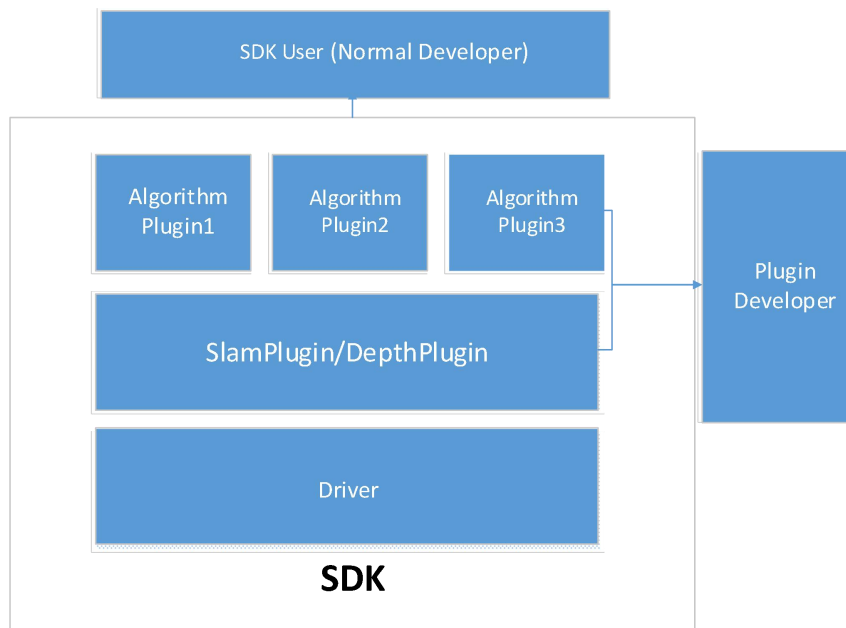 SDK User (Normal Developer)
Algorithm
Plugin1
Algorithm
Plugin2
Algorithm
Plugin3
Plugin
Developer
SlamPlugin/DepthPlugin
Driver
SDK